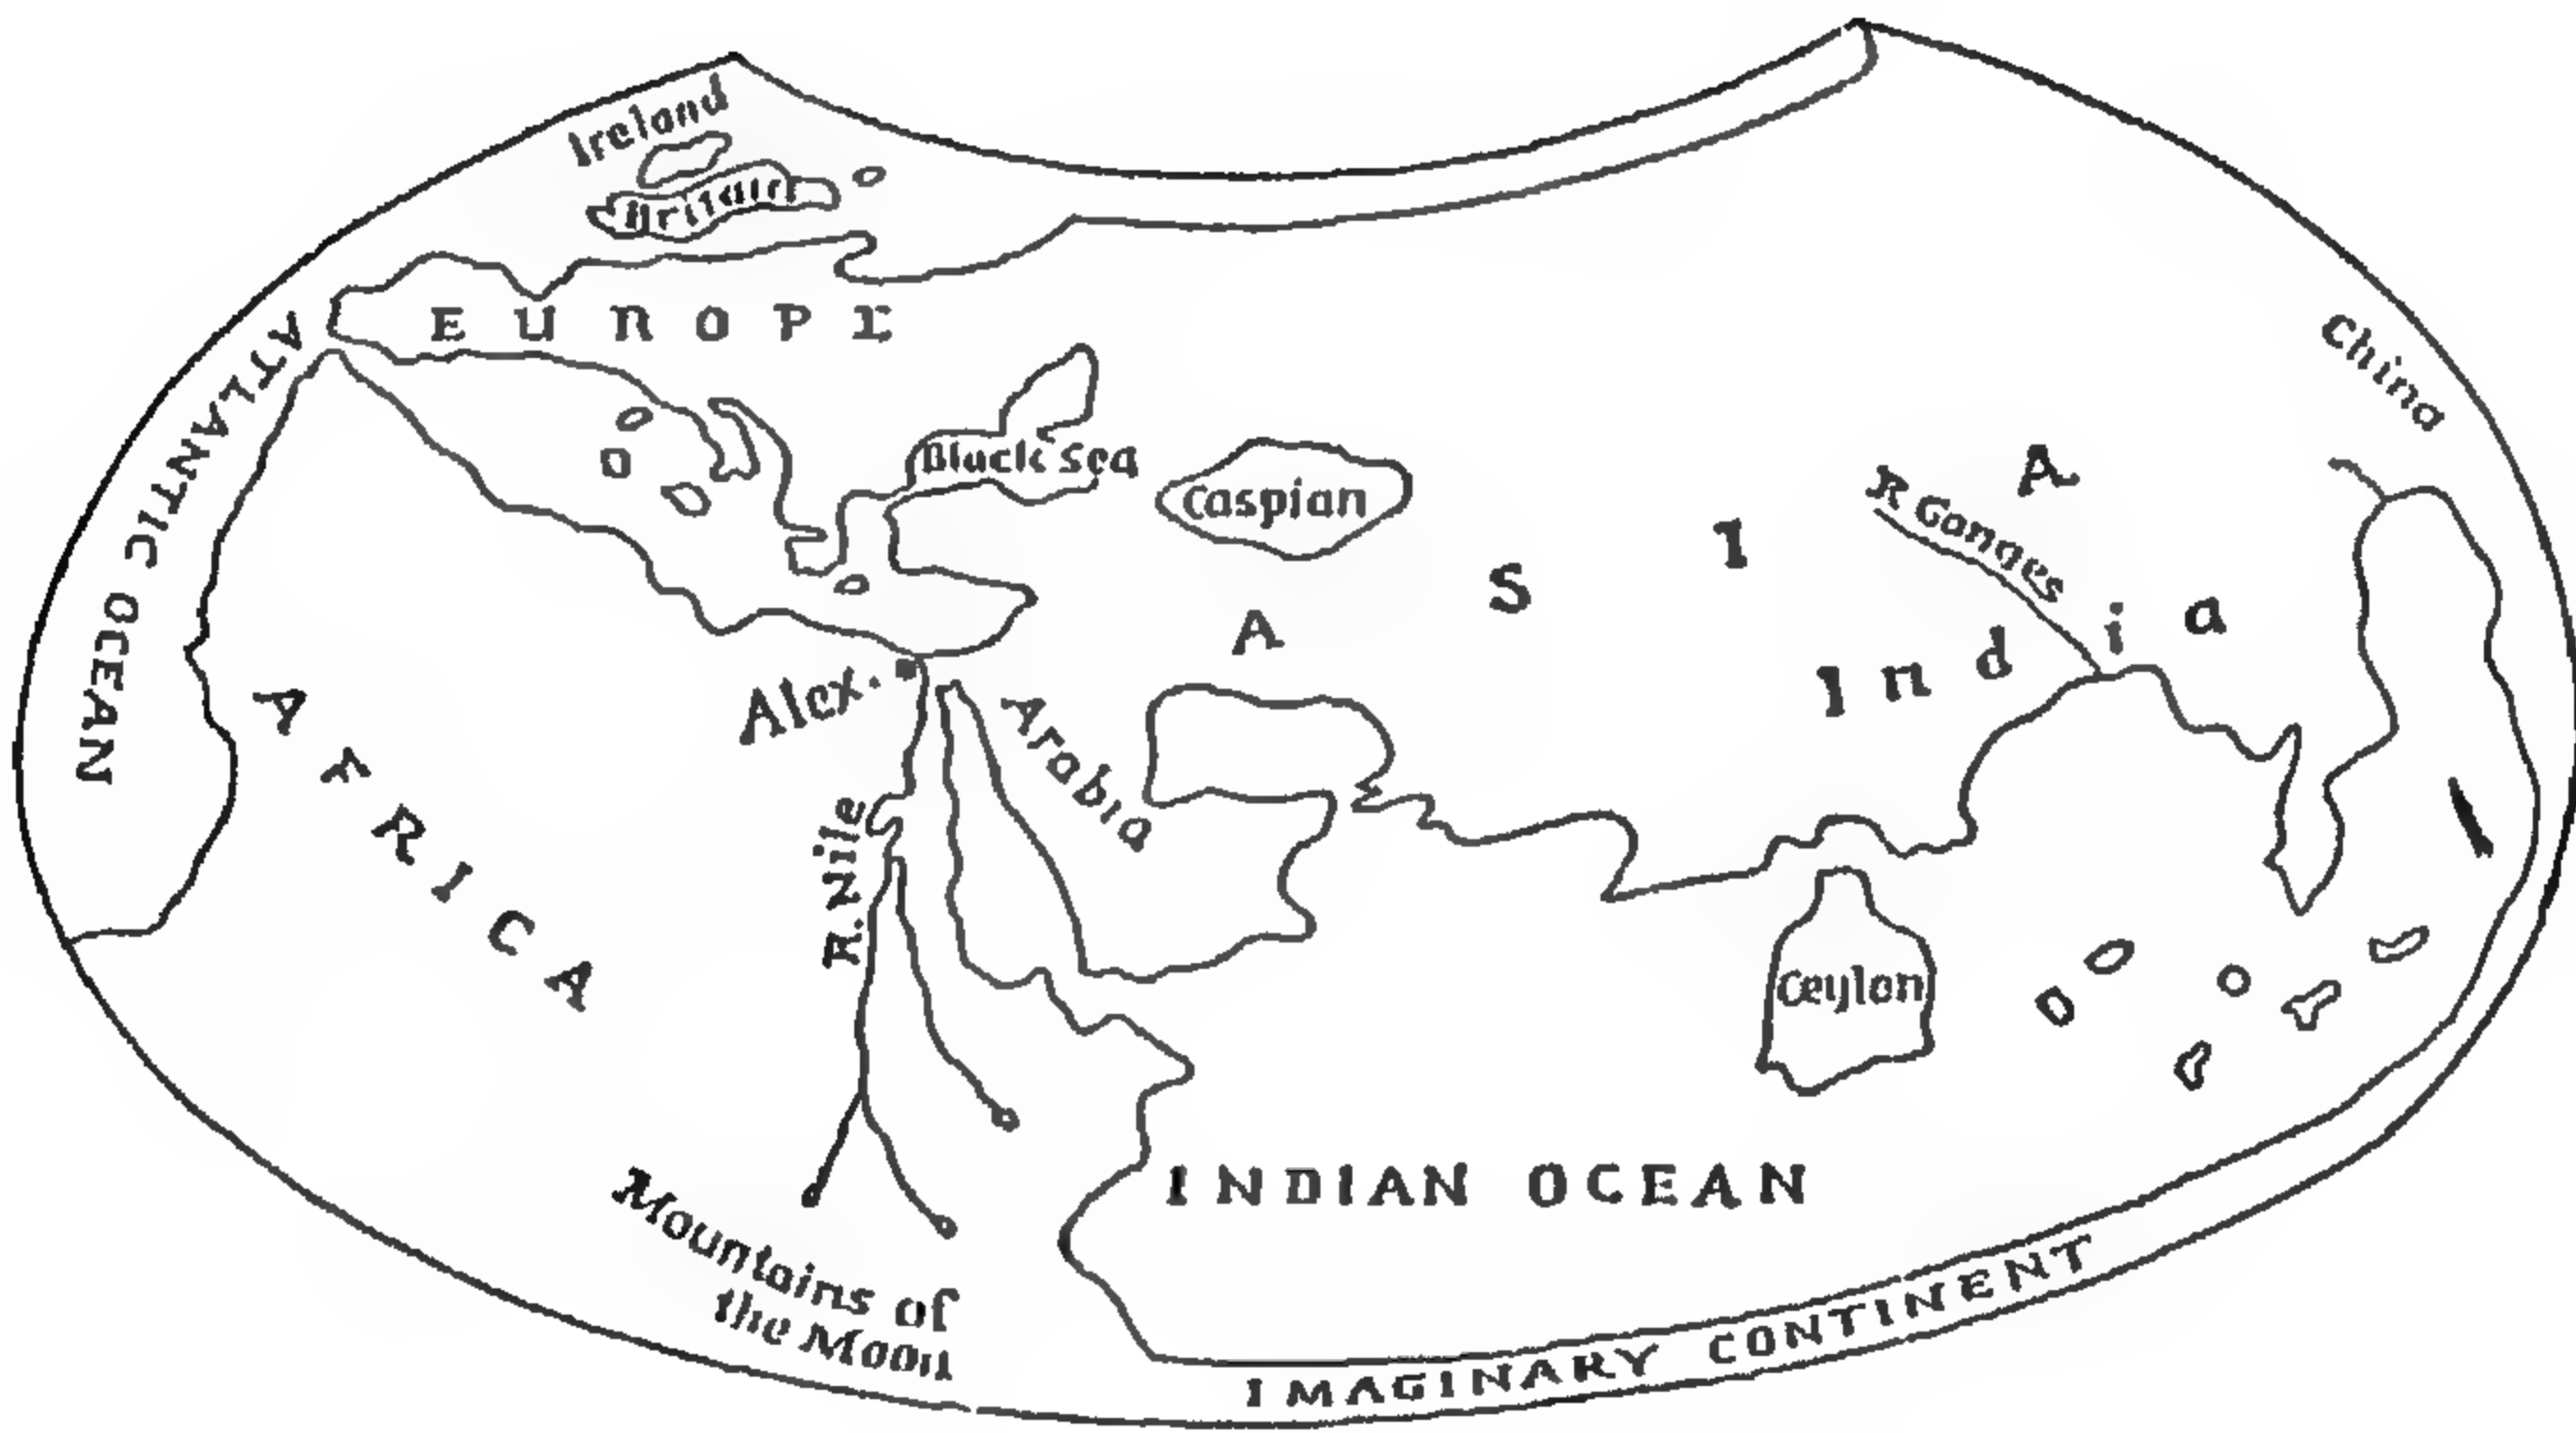 Ireland
Britain
EUROPE
ATLANTIC OCEAN
Black Sea
Caspian
China
ASIA
R Ganges
India
Alex.
Arabia
AFRICA
R. Nile
Ceylon
Mountains of
the Moon
INDIAN OCEAN
IMAGINARY CONTINENT